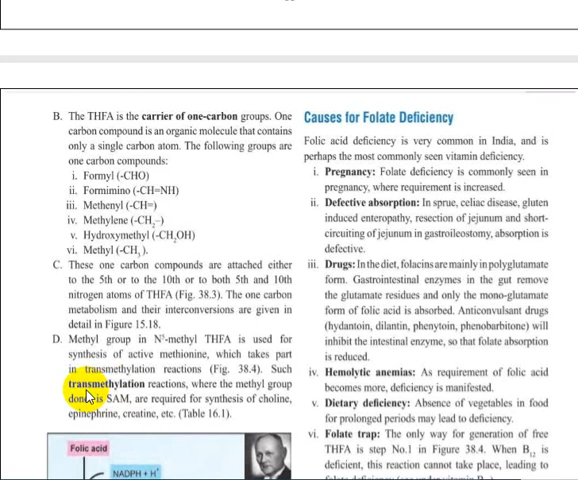 B. The THFA is the carrier of one-carbon groups. One
carbon compound is an organic molecule that contains
only a single carbon atom. The following groups are
one carbon compounds:
i. Formyl (-CHO)
ii. Formimino (-CH=NH)
iii. Methenyl (-CH=)
iv. Methylene (-CH₂-)
v. Hydroxymethyl (-CH₂OH)
vi. Methyl (-CH₃).
C. These one carbon compounds are attached either
to the 5th or to the 10th or to both 5th and 10th
nitrogen atoms of THFA (Fig. 38.3). The one carbon
metabolism and their interconversions are given in
detail in Figure 15.18.
D. Methyl group in N⁵-methyl THFA is used for
synthesis of active methionine, which takes part
in transmethylation reactions (Fig. 38.4). Such
transmethylation reactions, where the methyl group
donor is SAM, are required for synthesis of choline,
epinephrine, creatine, etc. (Table 16.1).
Folic acid
NADPH + H⁺
Causes for Folate Deficiency
Folic acid deficiency is very common in India, and is
perhaps the most commonly seen vitamin deficiency.
i. Pregnancy: Folate deficiency is commonly seen in
pregnancy, where requirement is increased.
ii. Defective absorption: In sprue, celiac disease, gluten
induced enteropathy, resection of jejunum and short-
circuiting of jejunum in gastroileostomy, absorption is
defective.
iii. Drugs: In the diet, folacins are mainly in polyglutamate
form. Gastrointestinal enzymes in the gut remove
the glutamate residues and only the mono-glutamate
form of folic acid is absorbed. Anticonvulsant drugs
(hydantoin, dilantin, phenytoin, phenobarbitone) will
inhibit the intestinal enzyme, so that folate absorption
is reduced.
iv. Hemolytic anemias: As requirement of folic acid
becomes more, deficiency is manifested.
v. Dietary deficiency: Absence of vegetables in food
for prolonged periods may lead to deficiency.
vi. Folate trap: The only way for generation of free
THFA is step No.1 in Figure 38.4. When B₁₂ is
deficient, this reaction cannot take place, leading to